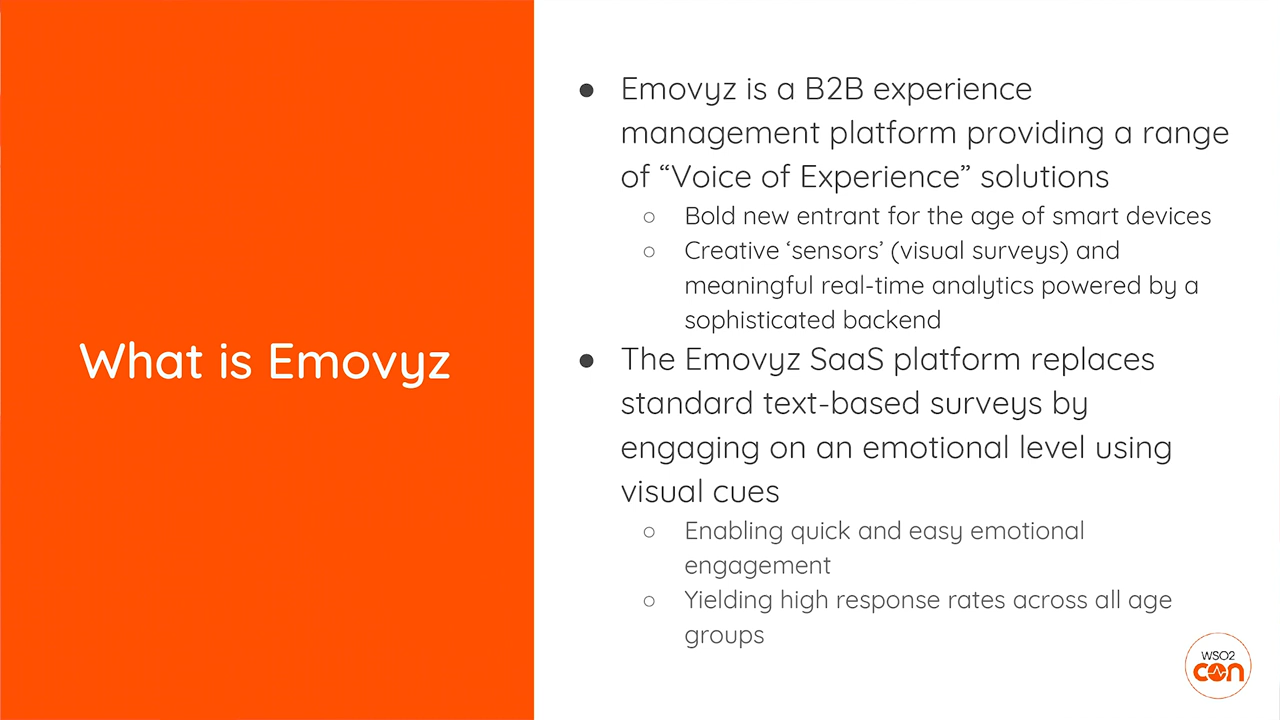 What is Emovyz
● Emovyz is a B2B experience
management platform providing a range
of “Voice of Experience” solutions
○ Bold new entrant for the age of smart devices
○ Creative ‘sensors’ (visual surveys) and
meaningful real-time analytics powered by a
sophisticated backend
● The Emovyz SaaS platform replaces
standard text-based surveys by
engaging on an emotional level using
visual cues
○ Enabling quick and easy emotional
engagement
○ Yielding high response rates across all age
groups
WSO2
con